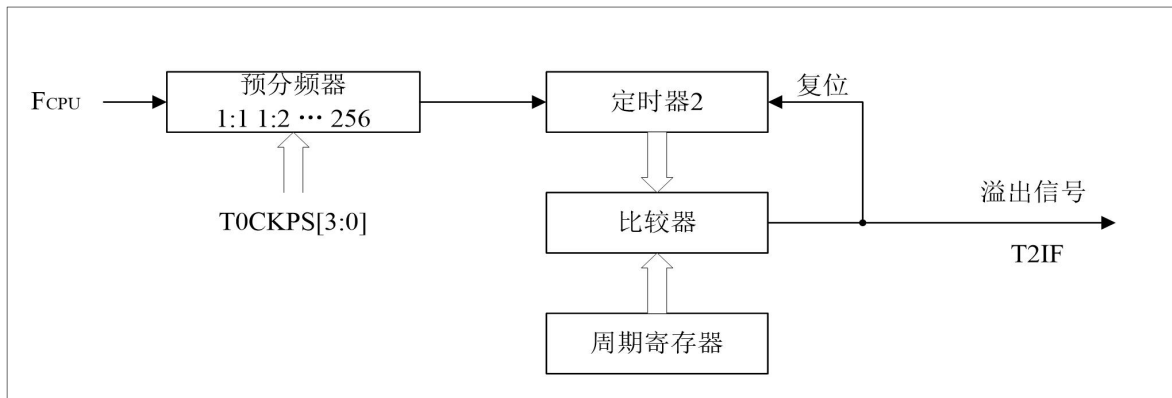 FCPU
预分频器
1:1 1:2 … 256
T0CKPS[3:0]
定时器2
复位
比较器
溢出信号
T2IF
周期寄存器